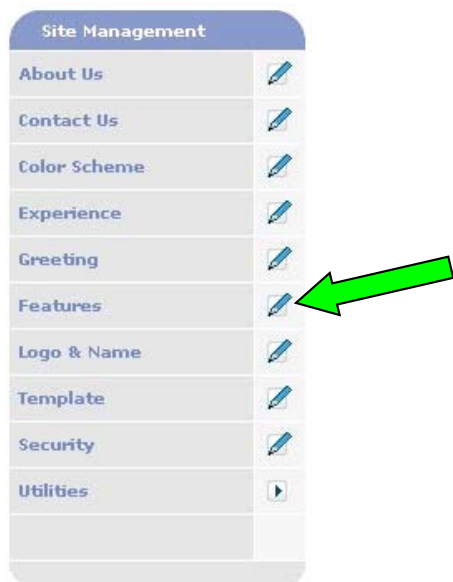 Site Management
About Us
Contact Us
Color Scheme
Experience
Greeting
Features
Logo & Name
Template
Security
Utilities